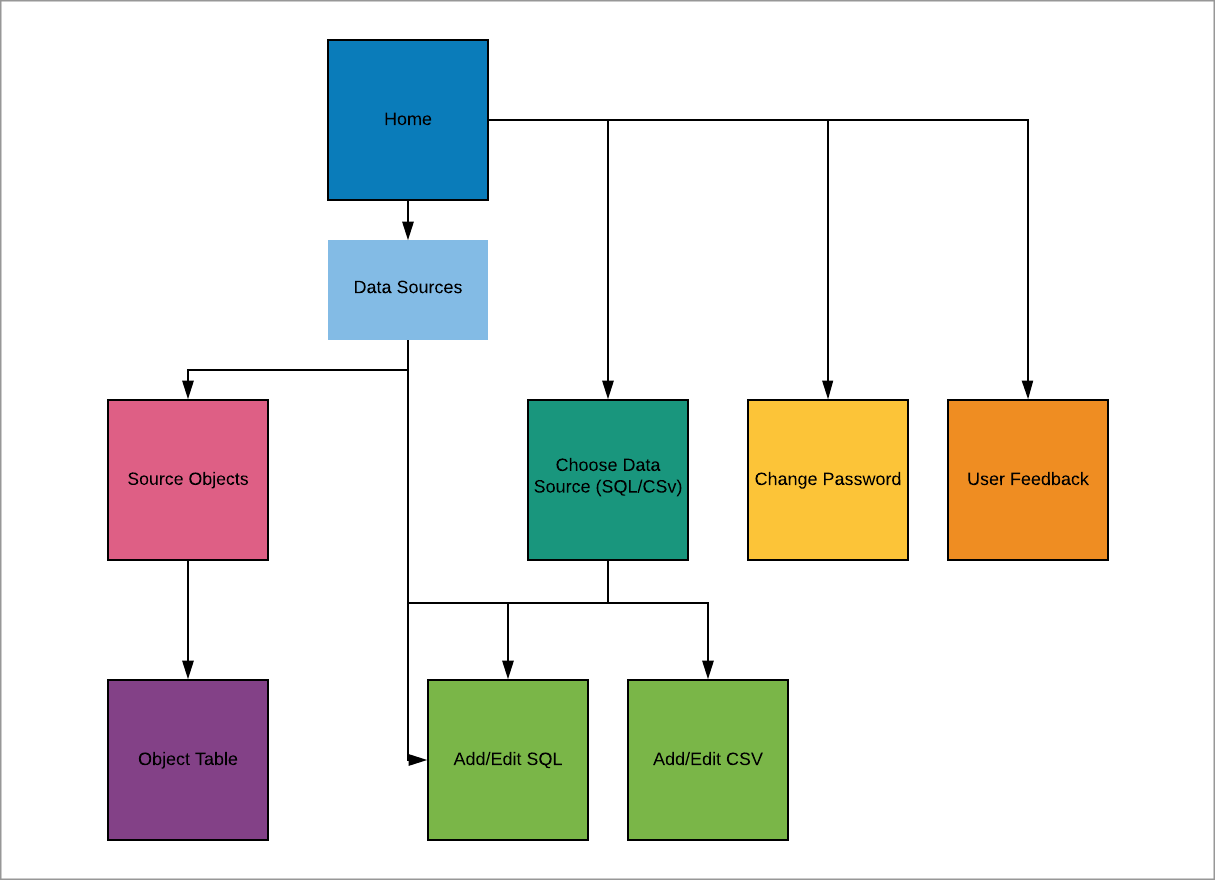 Home
Data Sources
Source Objects
Choose Data
Source (SQL/CSv)
Change Password
User Feedback
Object Table
Add/Edit SQL
Add/Edit CSV